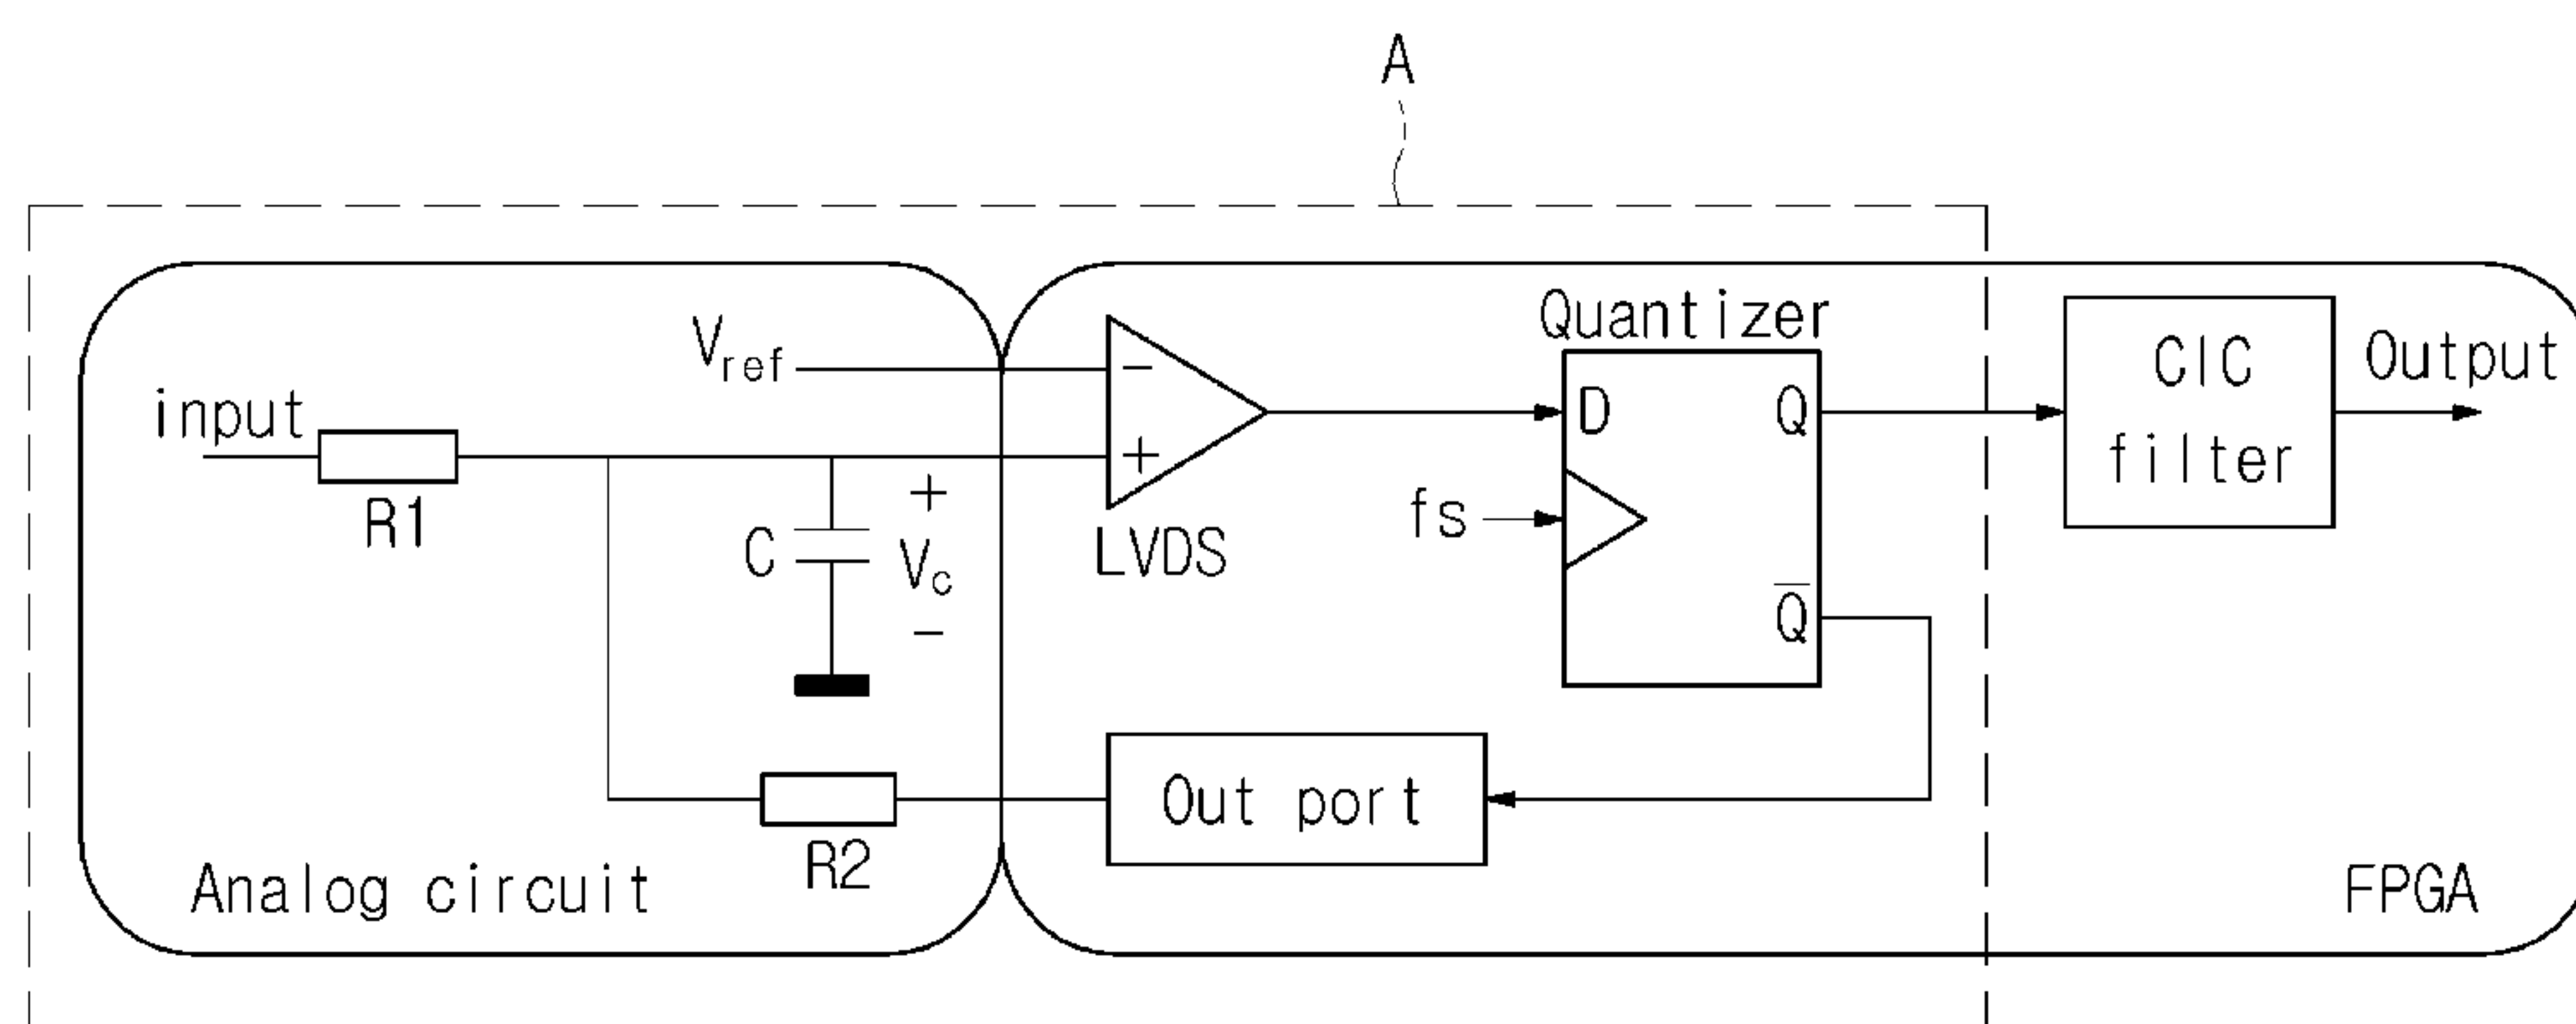 A
Quantizer
Vref
−
CIC
filter
Output
input
D
Q
+
R1
+
fs
LVDS
C
Vc
−
Q̅
Out port
R2
Analog circuit
FPGA